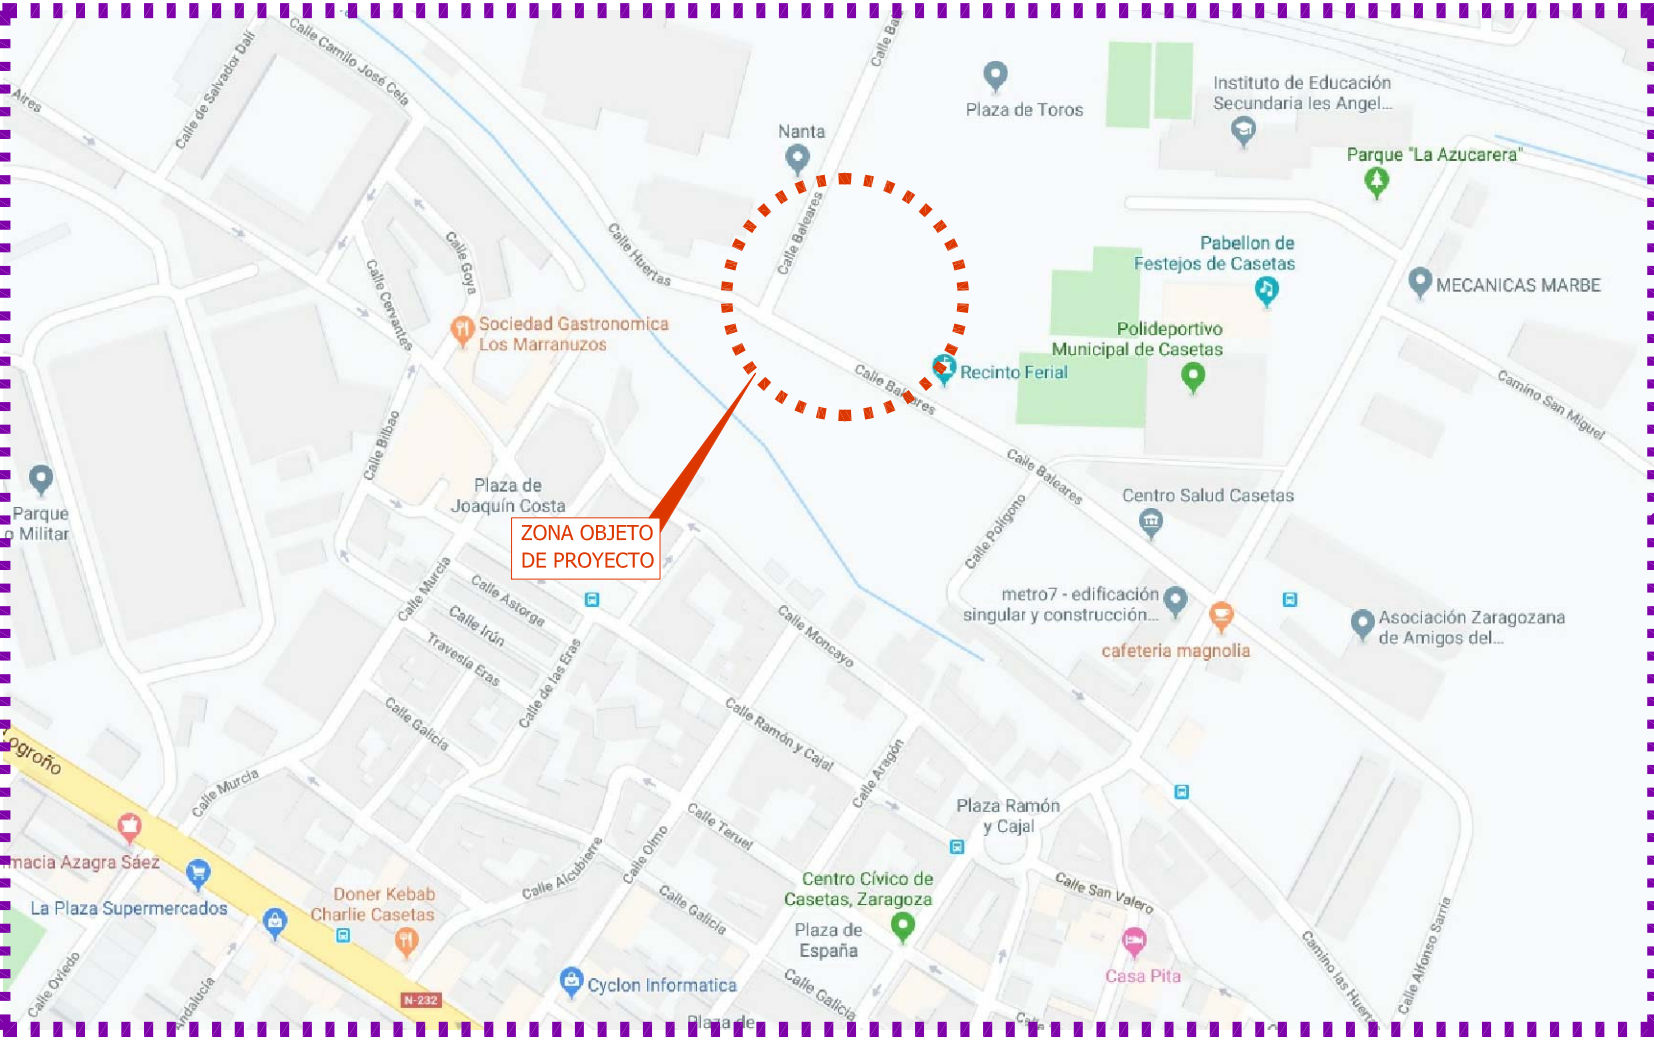 Calle Camilo José Cela
Calle de Salvador Dalí
Aires
Calle Ba
Plaza de Toros
Instituto de Educación
Secundaria Ies Angel...
Nanta
Parque "La Azucarera"
Calle Baleares
Calle Huertas
Calle Goya
Calle Cervantes
Pabellon de
Festejos de Casetas
MECANICAS MARBE
Sociedad Gastronomica
Los Marranuzos
Polideportivo
Municipal de Casetas
Recinto Ferial
Calle Baleares
Camino San Miguel
Calle Bilbao
Calle Baleares
Plaza de
Joaquín Costa
Centro Salud Casetas
Parque
o Militar
ZONA OBJETO
DE PROYECTO
Calle Polígono
Calle Murcia
Calle Astorga
Calle Irún
Travesía Eras
Calle de las Eras
Calle Moncayo
metro7 - edificación
singular y construcción...
cafeteria magnolia
Asociación Zaragozana
de Amigos del...
Calle Galicia
Calle Ramón y Cajal
Calle Aragón
Logroño
Calle Murcia
Plaza Ramón
y Cajal
Calle Teruel
Calle Olmo
Calle Alcubierre
macia Azagra Sáez
La Plaza Supermercados
Doner Kebab
Charlie Casetas
Centro Cívico de
Casetas, Zaragoza
Calle San Valero
Calle Galicia
Plaza de
España
Calle Oviedo
Andalucía
N-232
Cyclon Informatica
Calle Galicia
Casa Pita
Camino las Huertas
Calle Alfonso Sarría
Plaza de
Calle